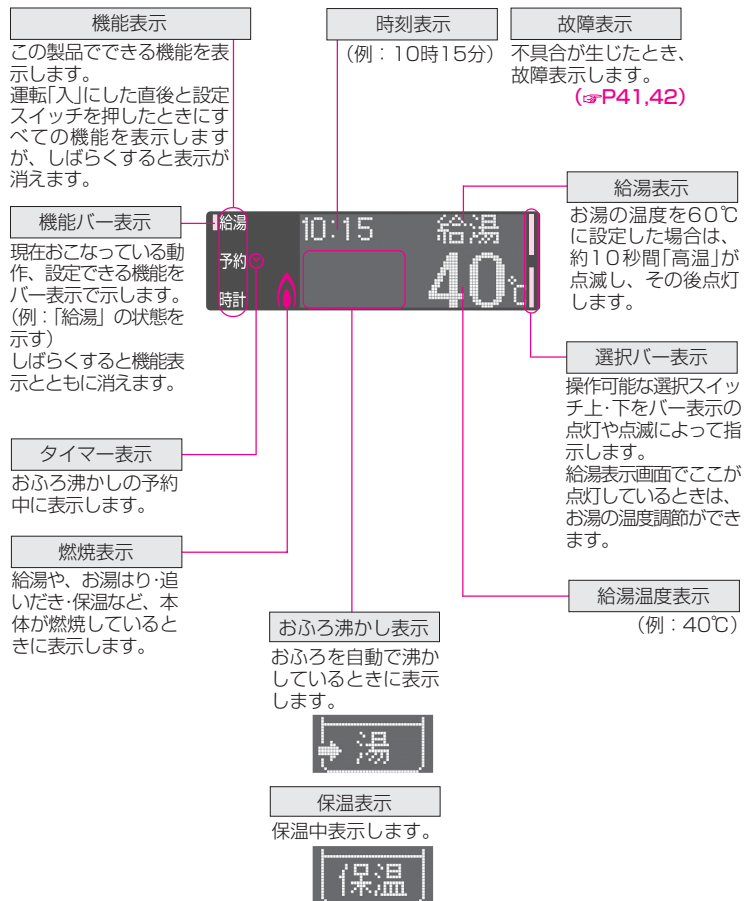 機能表示
この製品でできる機能を表
示します。
運転「入」にした直後と設定
スイッチを押したときにす
べての機能を表示します
が、しばらくすると表示が
消えます。
時刻表示
(例：10時15分)
故障表示
不具合が生じたとき、
故障表示します。
(☞P41,42)
機能バー表示
現在おこなっている動
作、設定できる機能を
バー表示で示します。
(例：「給湯」の状態を
示す)
しばらくすると機能表
示とともに消えます。
給湯
予約
時計
10:15
給湯
40℃
給湯表示
お湯の温度を60℃
に設定した場合は、
約10秒間「高温」が
点滅し、その後点灯
します。
選択バー表示
操作可能な選択スイッ
チ上・下をバー表示の
点灯や点滅によって指
示します。
給湯表示画面でここが
点灯しているときは、
お湯の温度調節ができ
ます。
タイマー表示
おふろ沸かしの予約
中に表示します。
燃焼表示
給湯や、お湯はり・追
いだき・保温など、本
体が燃焼していると
きに表示します。
給湯温度表示
(例：40℃)
おふろ沸かし表示
おふろを自動で沸か
しているときに表示
します。
湯
保温表示
保温中表示します。
保温